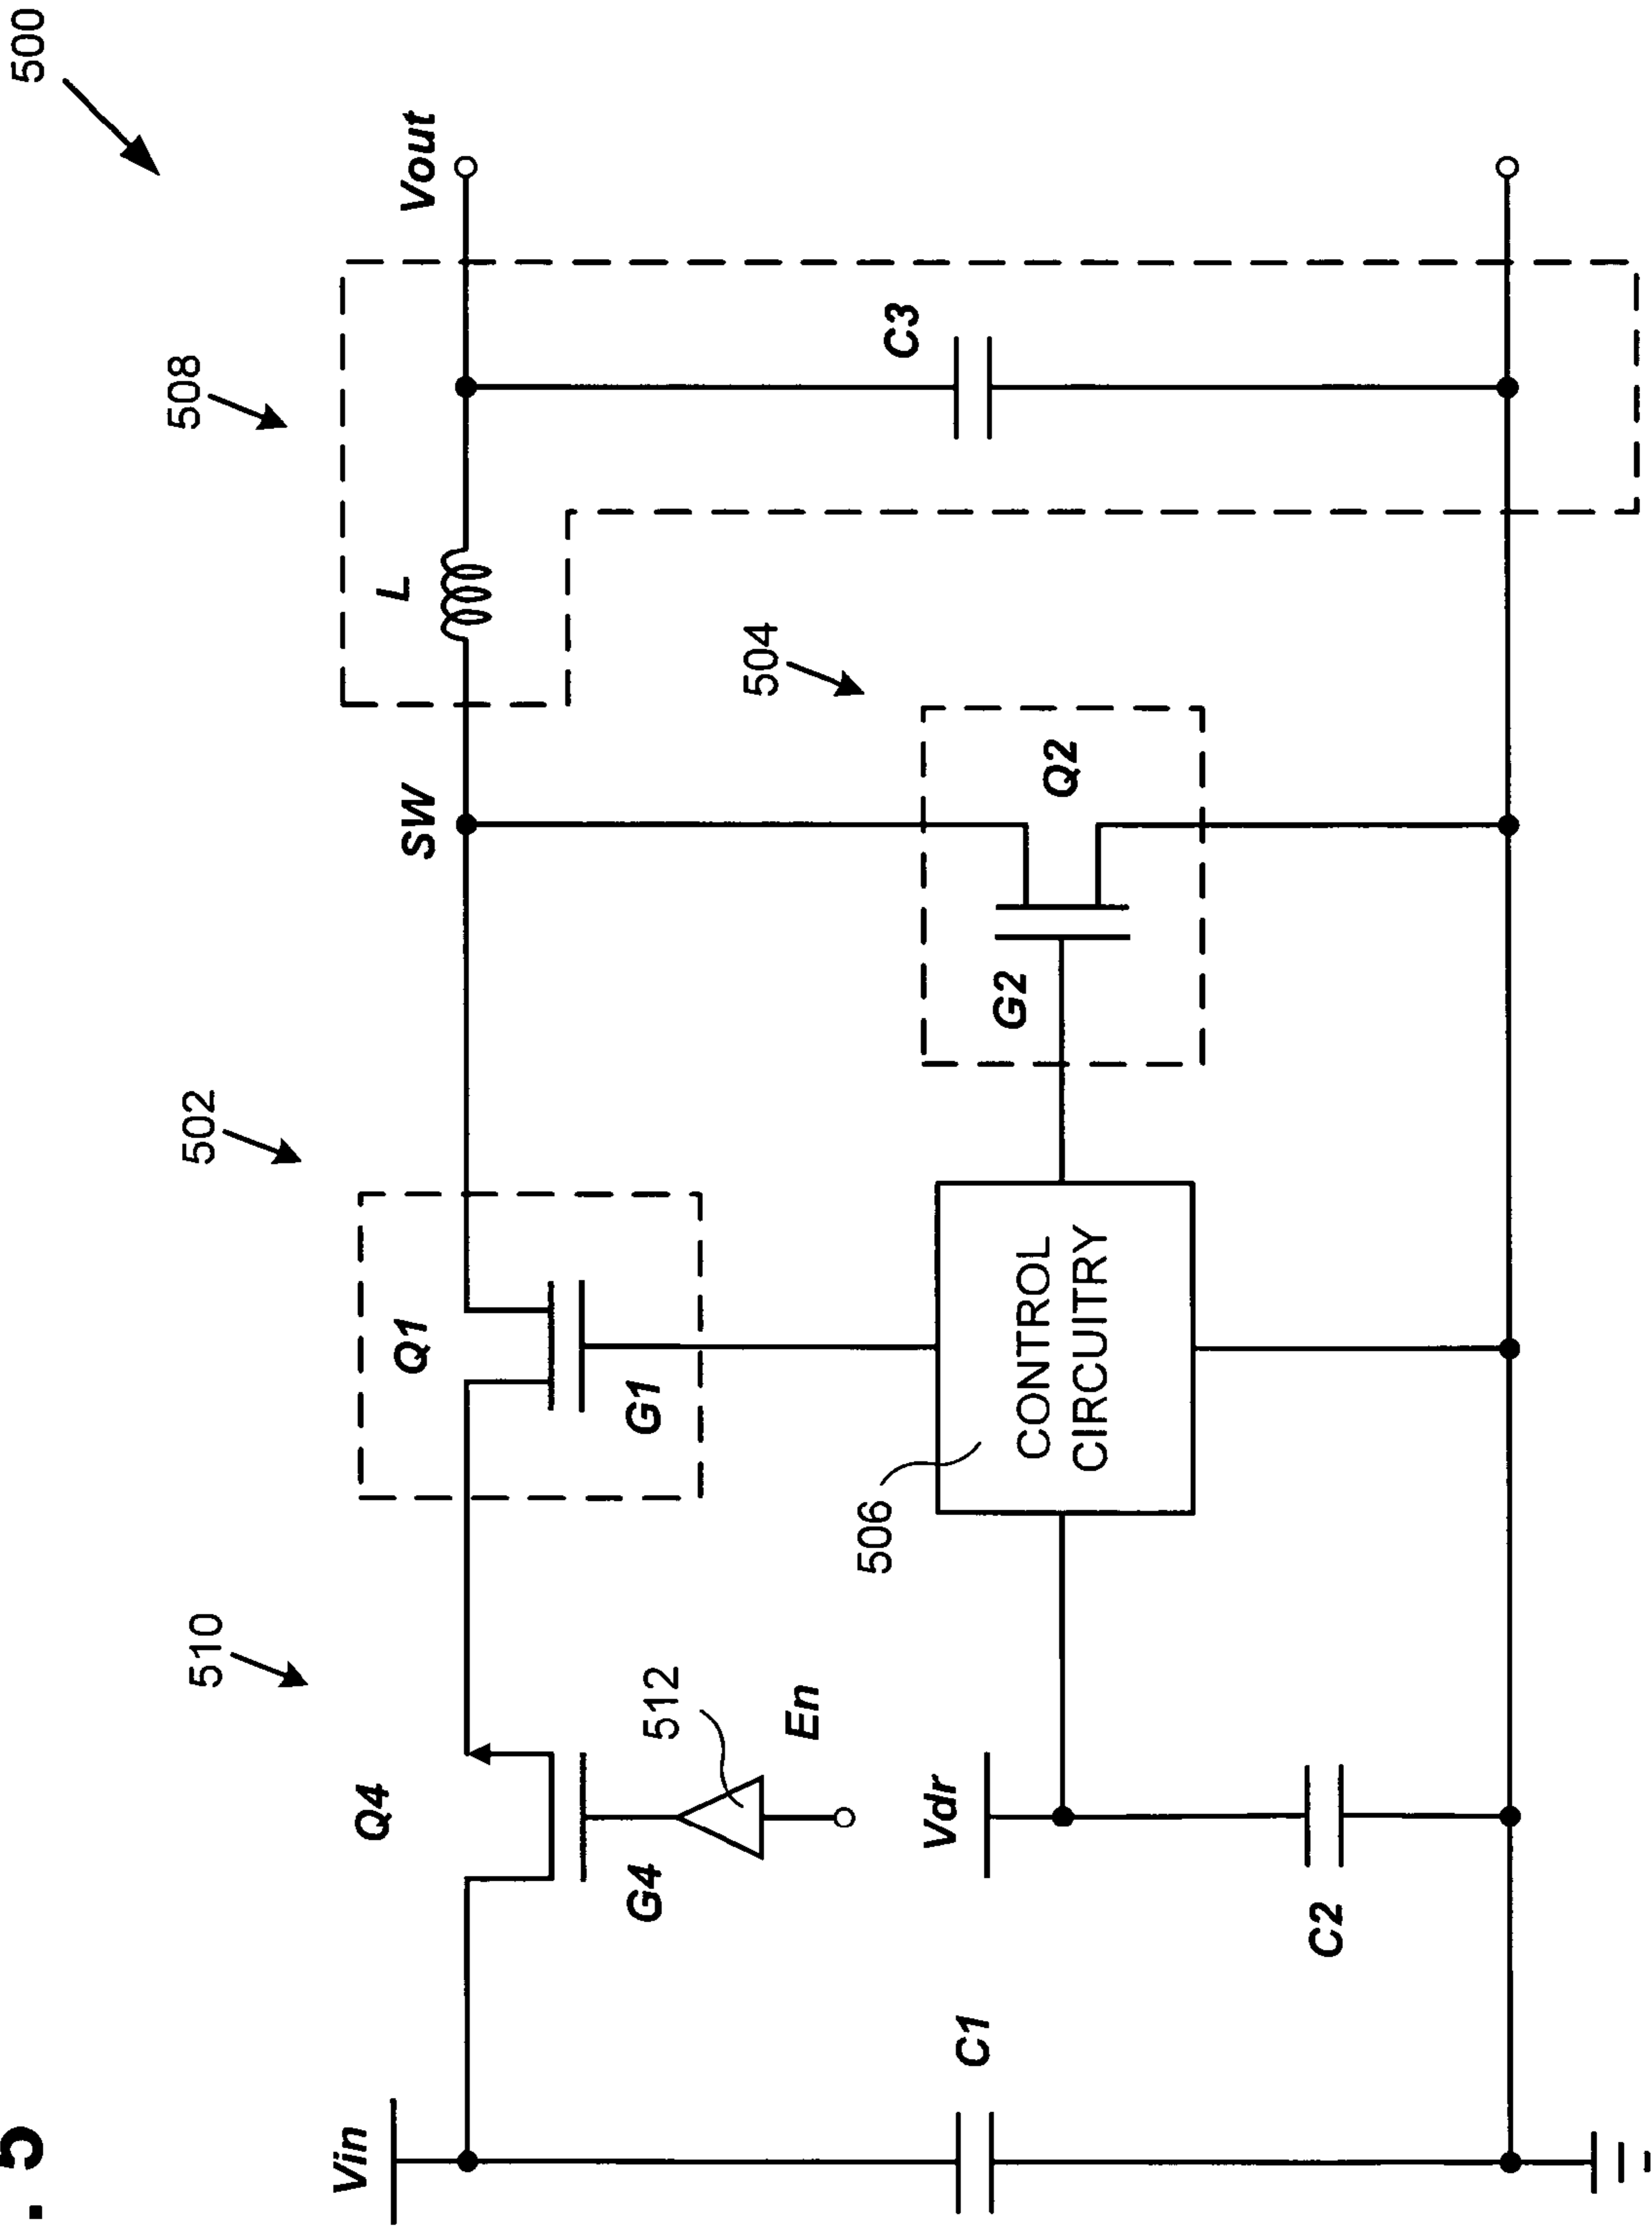 . 5
500
510
502
508
Vin
Q4
Q1
SW
L
Vout
G4
512
G1
504
En
506
C3
Vdr
C1
G2
Q2
CONTROL
CIRCUITRY
C2